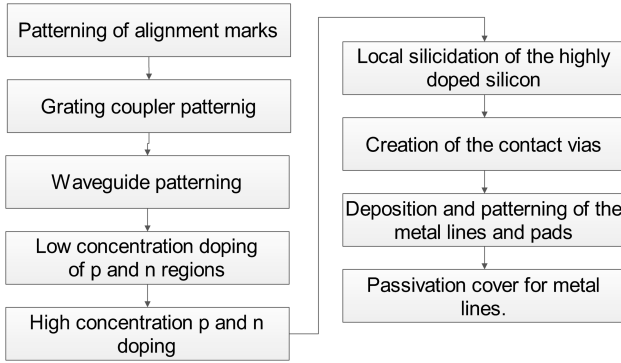 Patterning of alignment marks
Grating coupler patternig
Waveguide patterning
Low concentration doping
of p and n regions
High concentration p and n
doping
Local silicidation of the highly
doped silicon
Creation of the contact vias
Deposition and patterning of the
metal lines and pads
Passivation cover for metal
lines.